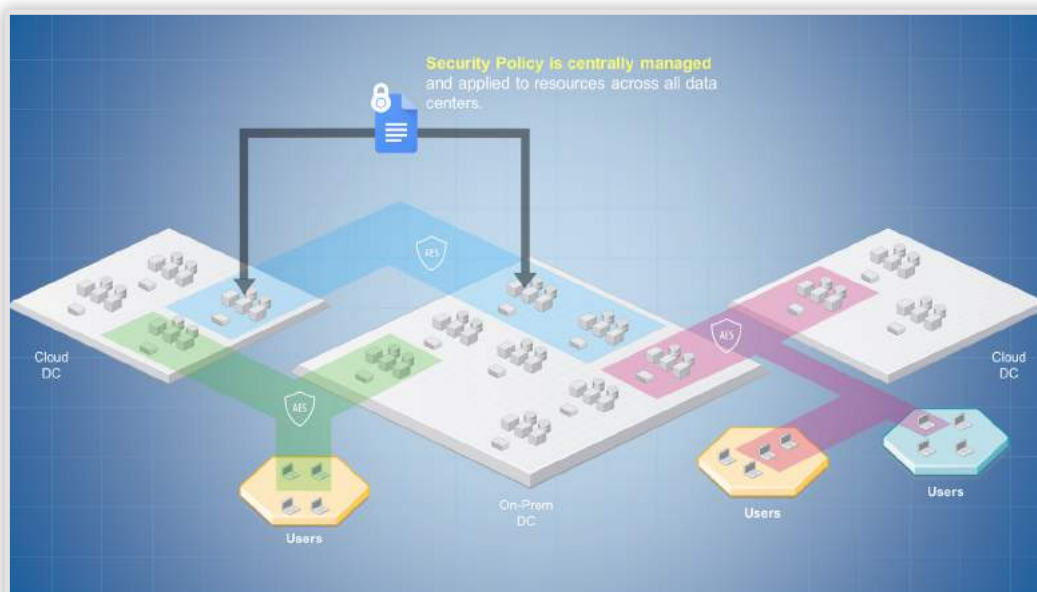 Security Policy is centrally managed
and applied to resources across all data
centers.
AES
AES
AES
Cloud
DC
Cloud
DC
On-Prem
DC
Users
Users
Users